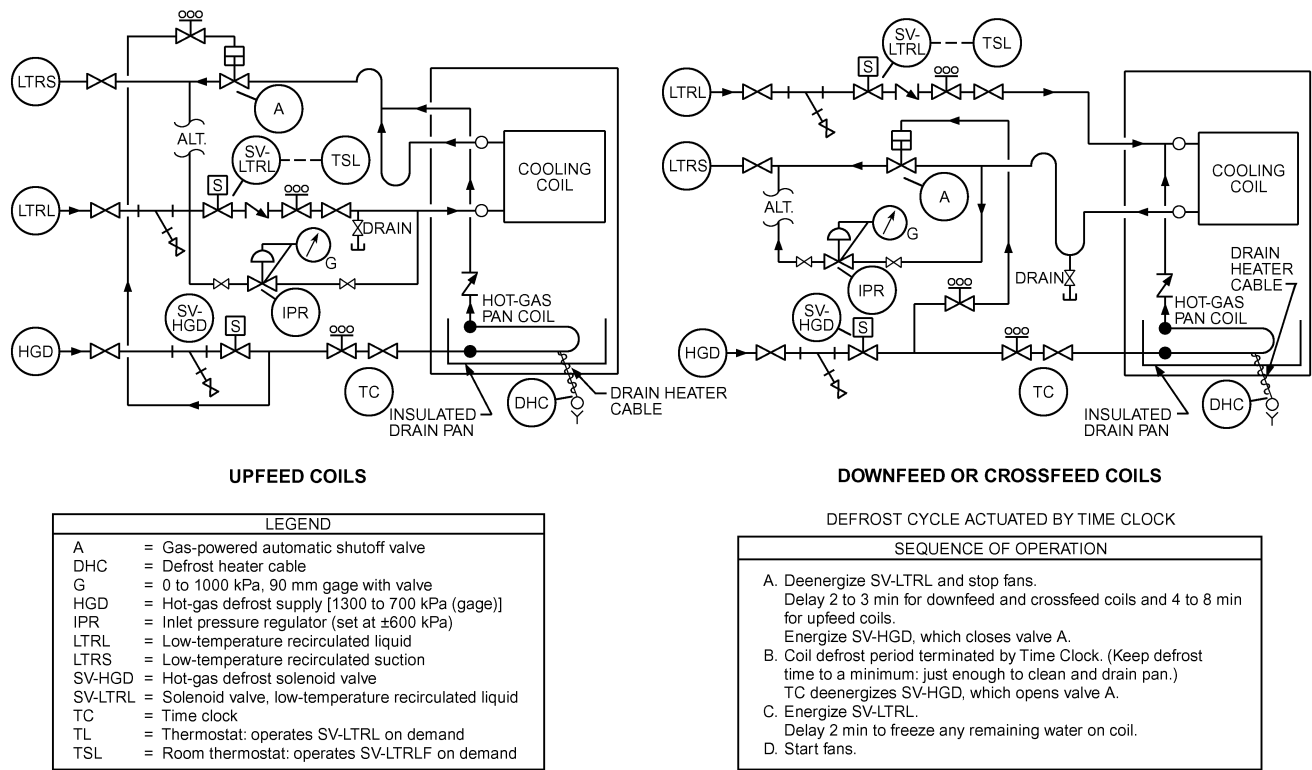 LTRS
A
ALT.
SV-
LTRL
TSL
S
COOLING
COIL
LTRL
DRAIN
G
IPR
SV-
HGD
S
HOT-GAS
PAN COIL
HGD
TC
DHC
INSULATED
DRAIN PAN
DRAIN HEATER
CABLE
UPFEED COILS
SV-
LTRL
TSL
S
LTRL
LTRS
A
COOLING
COIL
ALT.
G
IPR
DRAIN
DRAIN
HEATER
CABLE
SV-
HGD
S
HOT-GAS
PAN COIL
HGD
TC
DHC
INSULATED
DRAIN PAN
DOWNFEED OR CROSSFEED COILS
LEGEND
A = Gas-powered automatic shutoff valve
DHC = Defrost heater cable
G = 0 to 1000 kPa, 90 mm gage with valve
HGD = Hot-gas defrost supply [1300 to 700 kPa (gage)]
IPR = Inlet pressure regulator (set at ±600 kPa)
LTRL = Low-temperature recirculated liquid
LTRS = Low-temperature recirculated suction
SV-HGD = Hot-gas defrost solenoid valve
SV-LTRL = Solenoid valve, low-temperature recirculated liquid
TC = Time clock
TL = Thermostat: operates SV-LTRL on demand
TSL = Room thermostat: operates SV-LTRLF on demand
DEFROST CYCLE ACTUATED BY TIME CLOCK
SEQUENCE OF OPERATION
A. Deenergize SV-LTRL and stop fans.
Delay 2 to 3 min for downfeed and crossfeed coils and 4 to 8 min
for upfeed coils.
Energize SV-HGD, which closes valve A.
B. Coil defrost period terminated by Time Clock. (Keep defrost
time to a minimum: just enough to clean and drain pan.)
TC deenergizes SV-HGD, which opens valve A.
C. Energize SV-LTRL.
Delay 2 min to freeze any remaining water on coil.
D. Start fans.